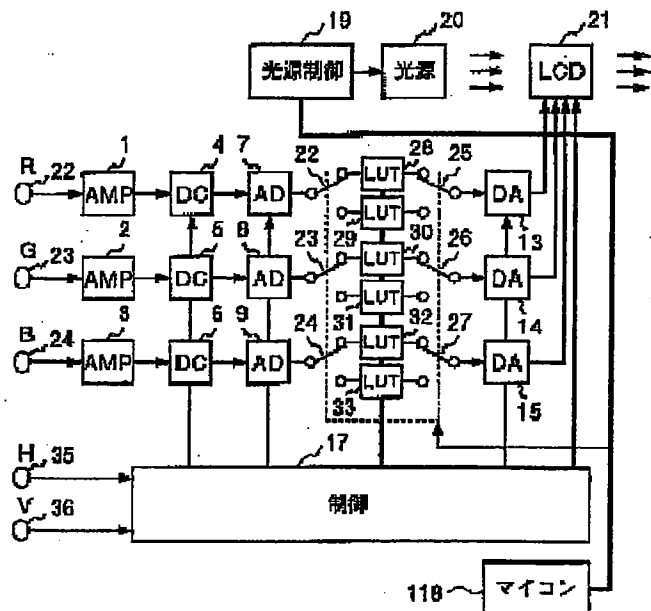 19 20 21
光源制御 光源 LCD
R 22 1 4 7 22 28 25
AMP DC AD LUT DA
LUT
G 23 2 5 8 23 29 30 26 13
AMP DC AD LUT DA
LUT
B 24 3 6 9 24 31 32 27 14
AMP DC AD LUT DA
LUT
33 15
H 35 17
V 36 制御
118 マイコン